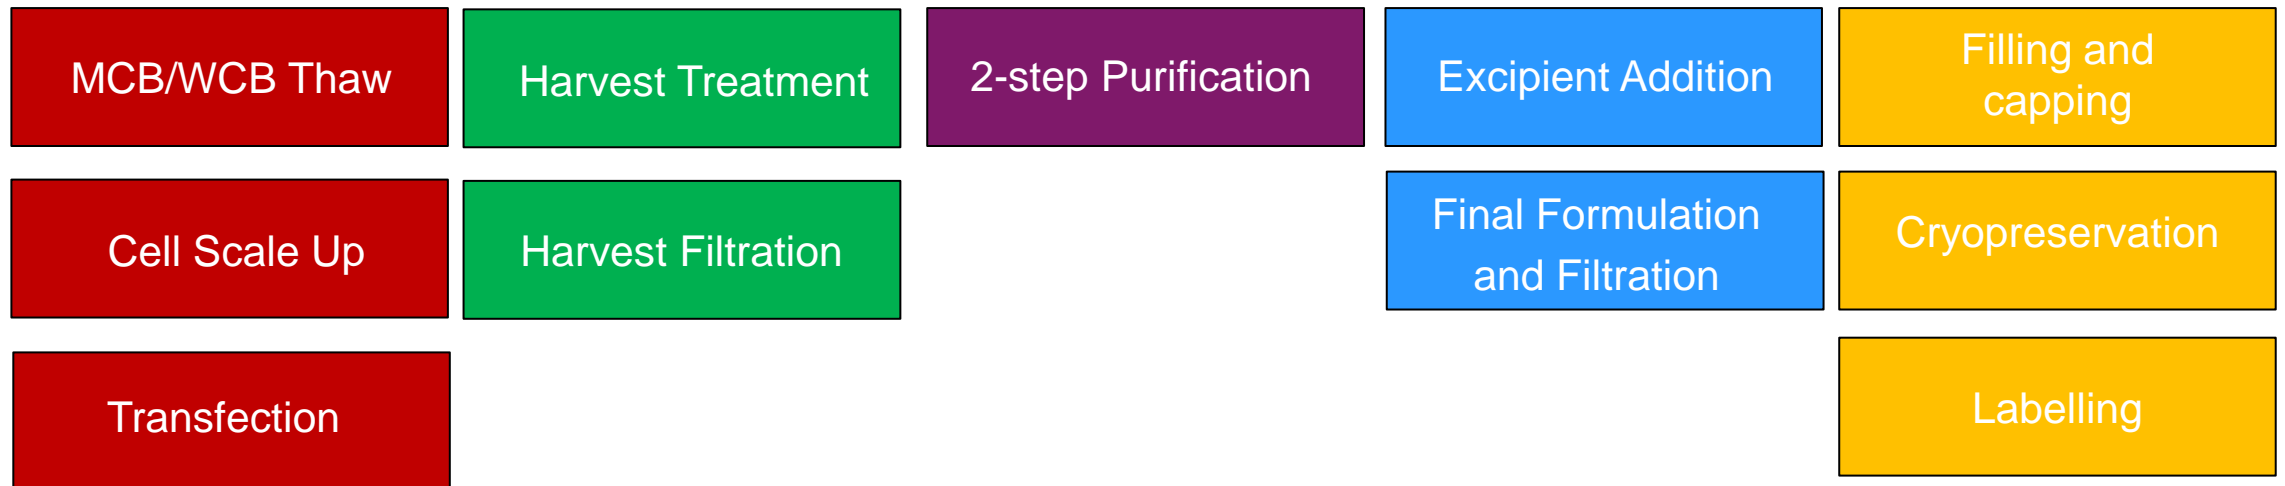 MCB/WCB Thaw
Cell Scale Up
Transfection
Harvest Treatment
Harvest Filtration
2-step Purification
Excipient Addition
Final Formulation
and Filtration
Filling and
capping
Cryopreservation
Labelling